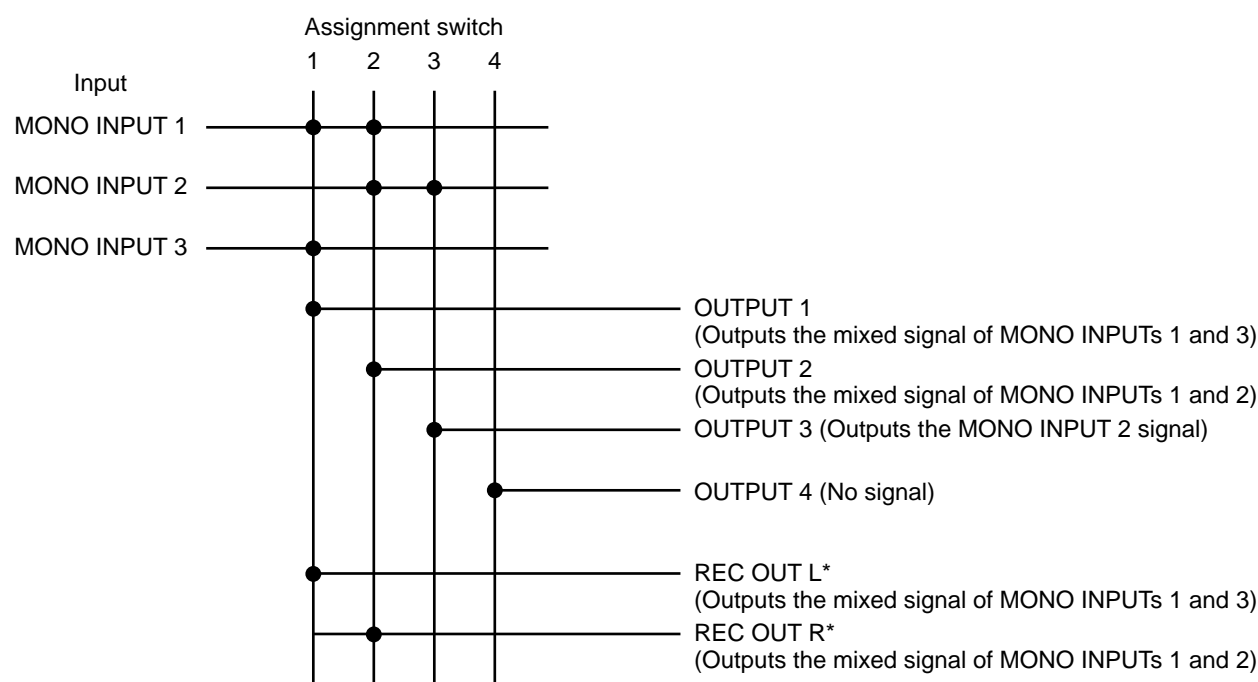 Assignment switch
1 2 3 4
Input
MONO INPUT 1
MONO INPUT 2
MONO INPUT 3
OUTPUT 1
(Outputs the mixed signal of MONO INPUTs 1 and 3)
OUTPUT 2
(Outputs the mixed signal of MONO INPUTs 1 and 2)
OUTPUT 3 (Outputs the MONO INPUT 2 signal)
OUTPUT 4 (No signal)
REC OUT L*
(Outputs the mixed signal of MONO INPUTs 1 and 3)
REC OUT R*
(Outputs the mixed signal of MONO INPUTs 1 and 2)